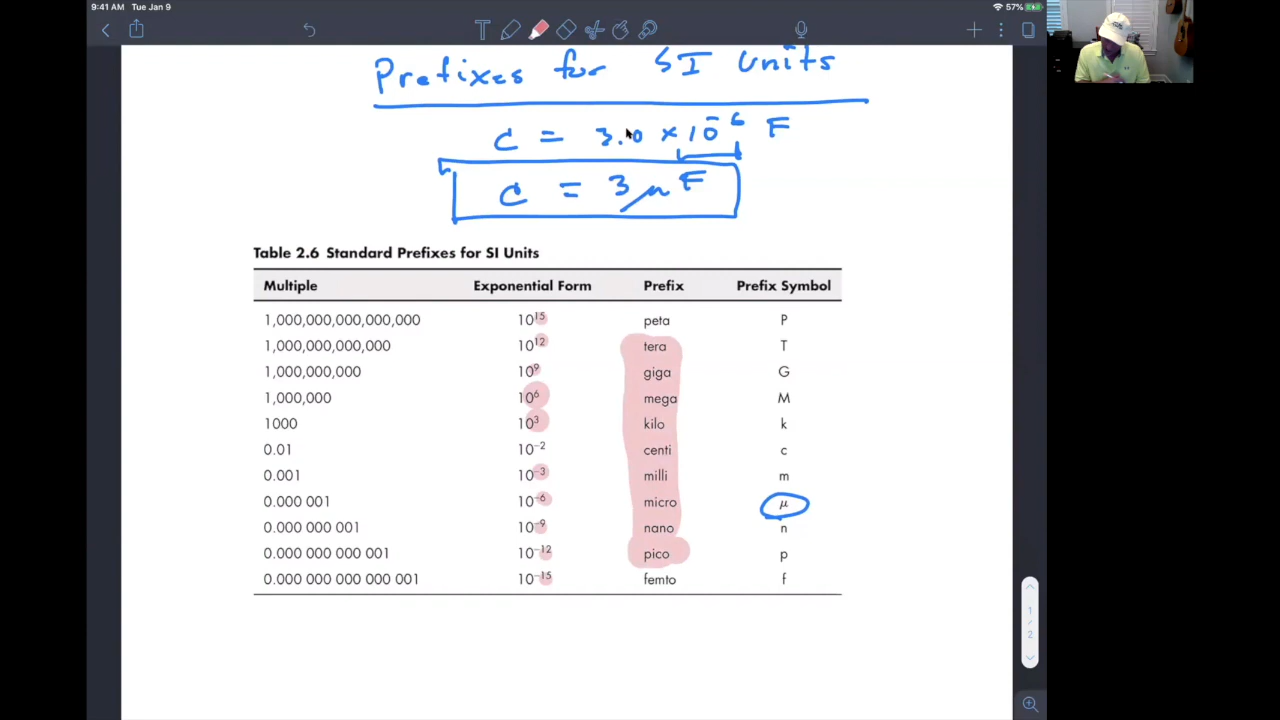 9:41 AM Tue Jan 9
57%
T
Prefixes for SI Units
C = 3.0 × 10⁻⁶ F
C = 3 μF
Table 2.6 Standard Prefixes for SI Units
Multiple Exponential Form Prefix Prefix Symbol
1,000,000,000,000,000 10¹⁵ peta P
1,000,000,000,000 10¹² tera T
1,000,000,000 10⁹ giga G
1,000,000 10⁶ mega M
1000 10³ kilo k
0.01 10⁻² centi c
0.001 10⁻³ milli m
0.000 001 10⁻⁶ micro μ
0.000 000 001 10⁻⁹ nano n
0.000 000 000 001 10⁻¹² pico p
0.000 000 000 000 001 10⁻¹⁵ femto f
1
/
2